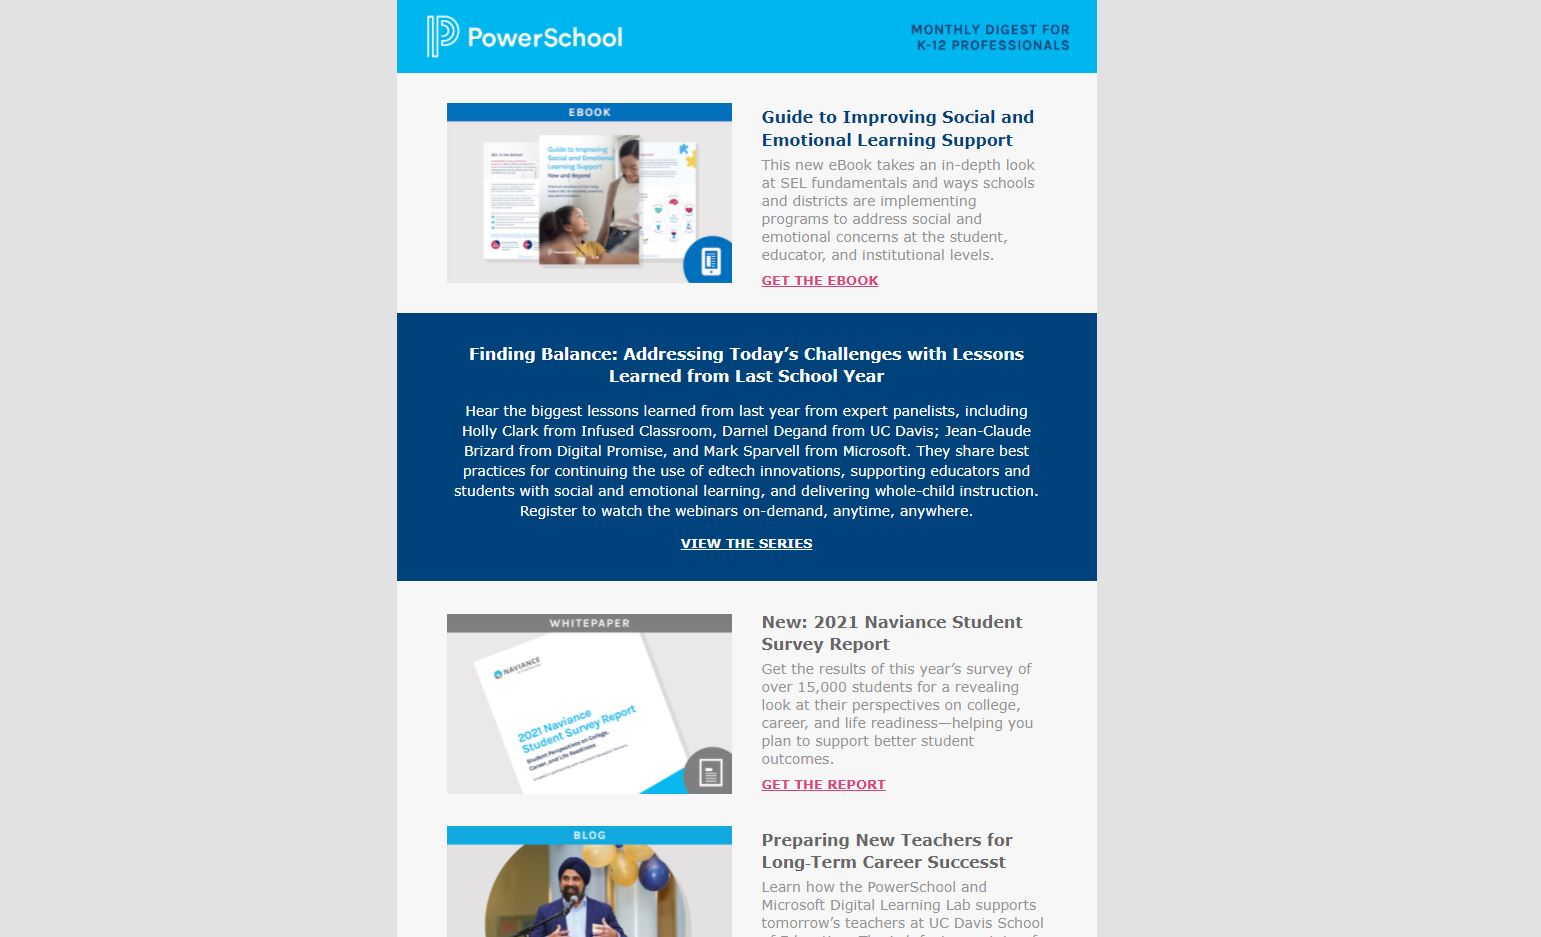 PowerSchool
MONTHLY DIGEST FOR
K-12 PROFESSIONALS
EBOOK
Guide to Improving
Social and Emotional
Learning Support
Now and Beyond
PowerSchool
Guide to Improving Social and
Emotional Learning Support
This new eBook takes an in-depth look
at SEL fundamentals and ways schools
and districts are implementing
programs to address social and
emotional concerns at the student,
educator, and institutional levels.
GET THE EBOOK
Finding Balance: Addressing Today’s Challenges with Lessons
Learned from Last School Year
Hear the biggest lessons learned from last year from expert panelists, including
Holly Clark from Infused Classroom, Darnel Degand from UC Davis; Jean-Claude
Brizard from Digital Promise, and Mark Sparvell from Microsoft. They share best
practices for continuing the use of edtech innovations, supporting educators and
students with social and emotional learning, and delivering whole-child instruction.
Register to watch the webinars on-demand, anytime, anywhere.
VIEW THE SERIES
WHITEPAPER
NAVIANCE
2021 Naviance
Student Survey Report
Student Perspectives on College,
Career, and Life Readiness
New: 2021 Naviance Student
Survey Report
Get the results of this year’s survey of
over 15,000 students for a revealing
look at their perspectives on college,
career, and life readiness—helping you
plan to support better student
outcomes.
GET THE REPORT
BLOG
Preparing New Teachers for
Long-Term Career Successt
Learn how the PowerSchool and
Microsoft Digital Learning Lab supports
tomorrow’s teachers at UC Davis School